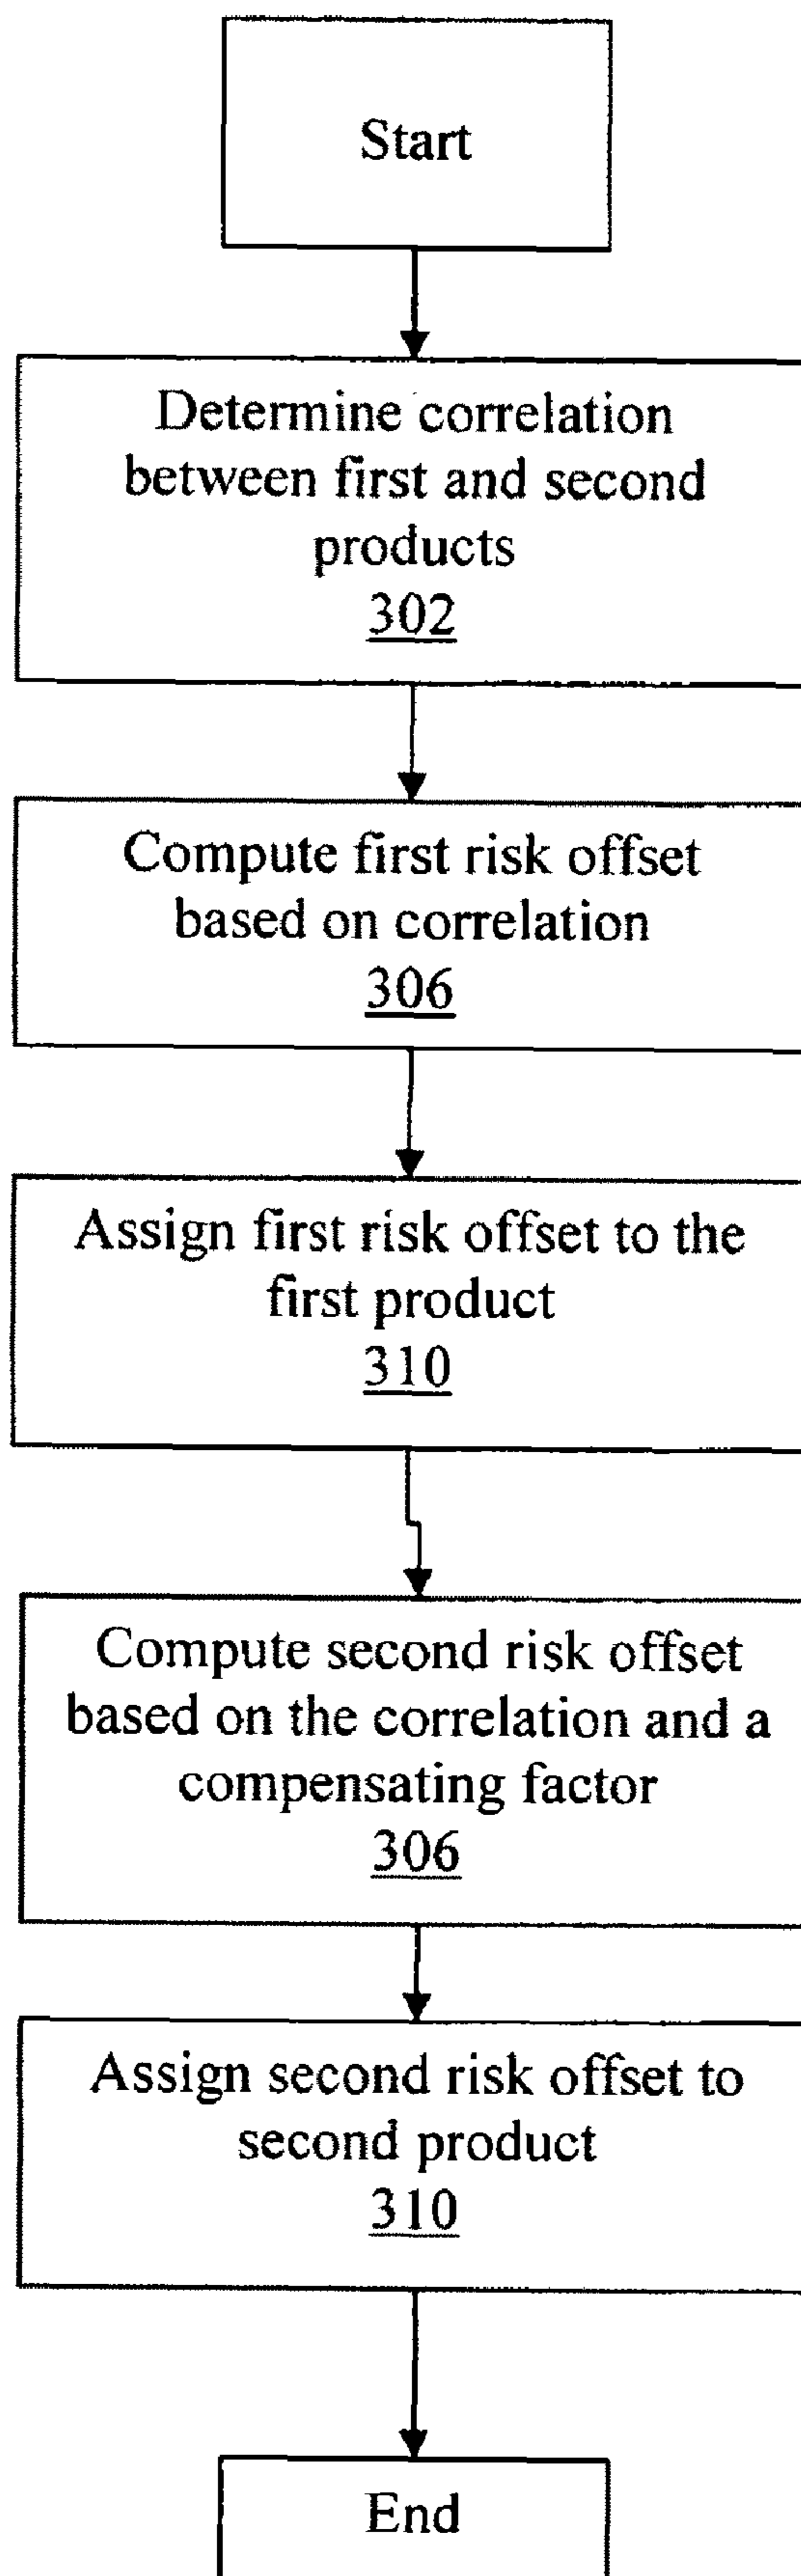 Start
Determine correlation
between first and second
products
302
Compute first risk offset
based on correlation
306
Assign first risk offset to the
first product
310
Compute second risk offset
based on the correlation and a
compensating factor
306
Assign second risk offset to
second product
310
End